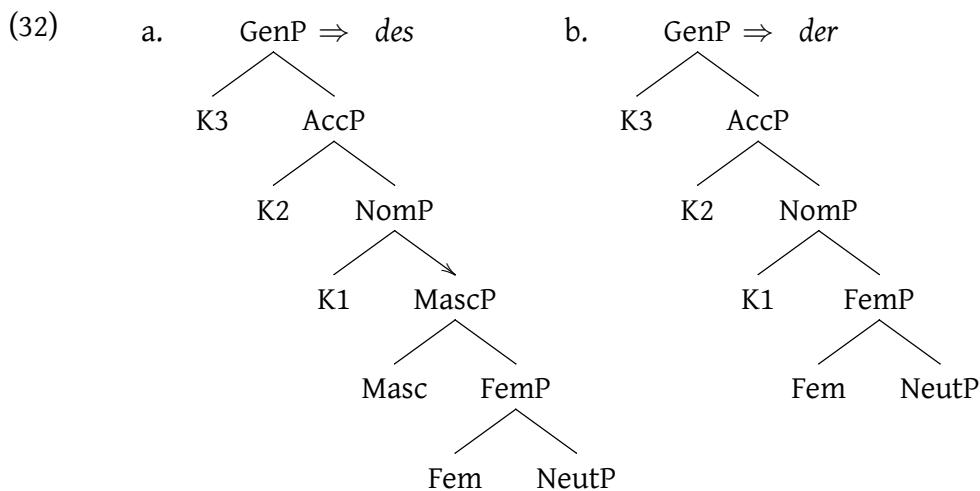 (32) a. GenP ⇒ des b. GenP ⇒ der
K3 AccP K3 AccP
K2 NomP K2 NomP
K1 MascP K1 FemP
Masc FemP Fem NeutP
Fem NeutP